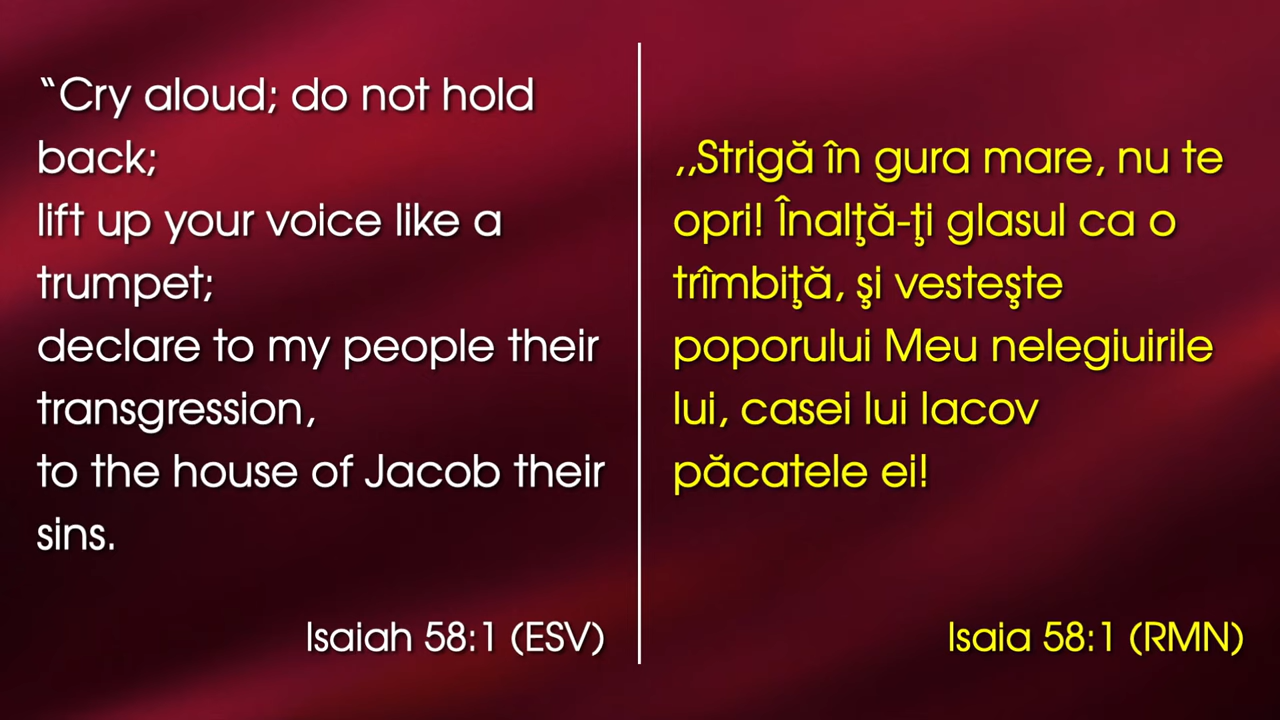 “Cry aloud; do not hold
back;
lift up your voice like a
trumpet;
declare to my people their
transgression,
to the house of Jacob their
sins.
Isaiah 58:1 (ESV)
,,Strigă în gura mare, nu te
opri! Înalţă-ţi glasul ca o
trîmbiţă, şi vesteşte
poporului Meu nelegiuirile
lui, casei lui Iacov
păcatele ei!
Isaia 58:1 (RMN)